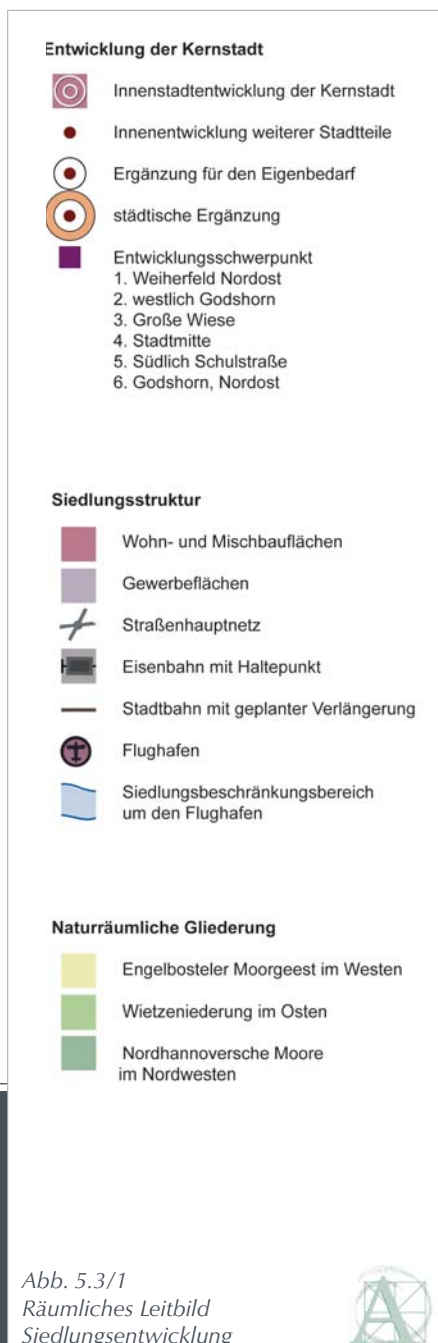 Entwicklung der Kernstadt
Innenstadtentwicklung der Kernstadt
Innenentwicklung weiterer Stadtteile
Ergänzung für den Eigenbedarf
städtische Ergänzung
Entwicklungsschwerpunkt
1. Weiherfeld Nordost
2. westlich Godshorn
3. Große Wiese
4. Stadtmitte
5. Südlich Schulstraße
6. Godshorn, Nordost
Siedlungsstruktur
Wohn- und Mischbauflächen
Gewerbeflächen
Straßenhauptnetz
Eisenbahn mit Haltepunkt
Stadtbahn mit geplanter Verlängerung
Flughafen
Siedlungsbeschränkungsbereich
um den Flughafen
Naturräumliche Gliederung
Engelbosteler Moorgeest im Westen
Wietzeniederung im Osten
Nordhannoversche Moore
im Nordwesten
Abb. 5.3/1
Räumliches Leitbild
Siedlungsentwicklung